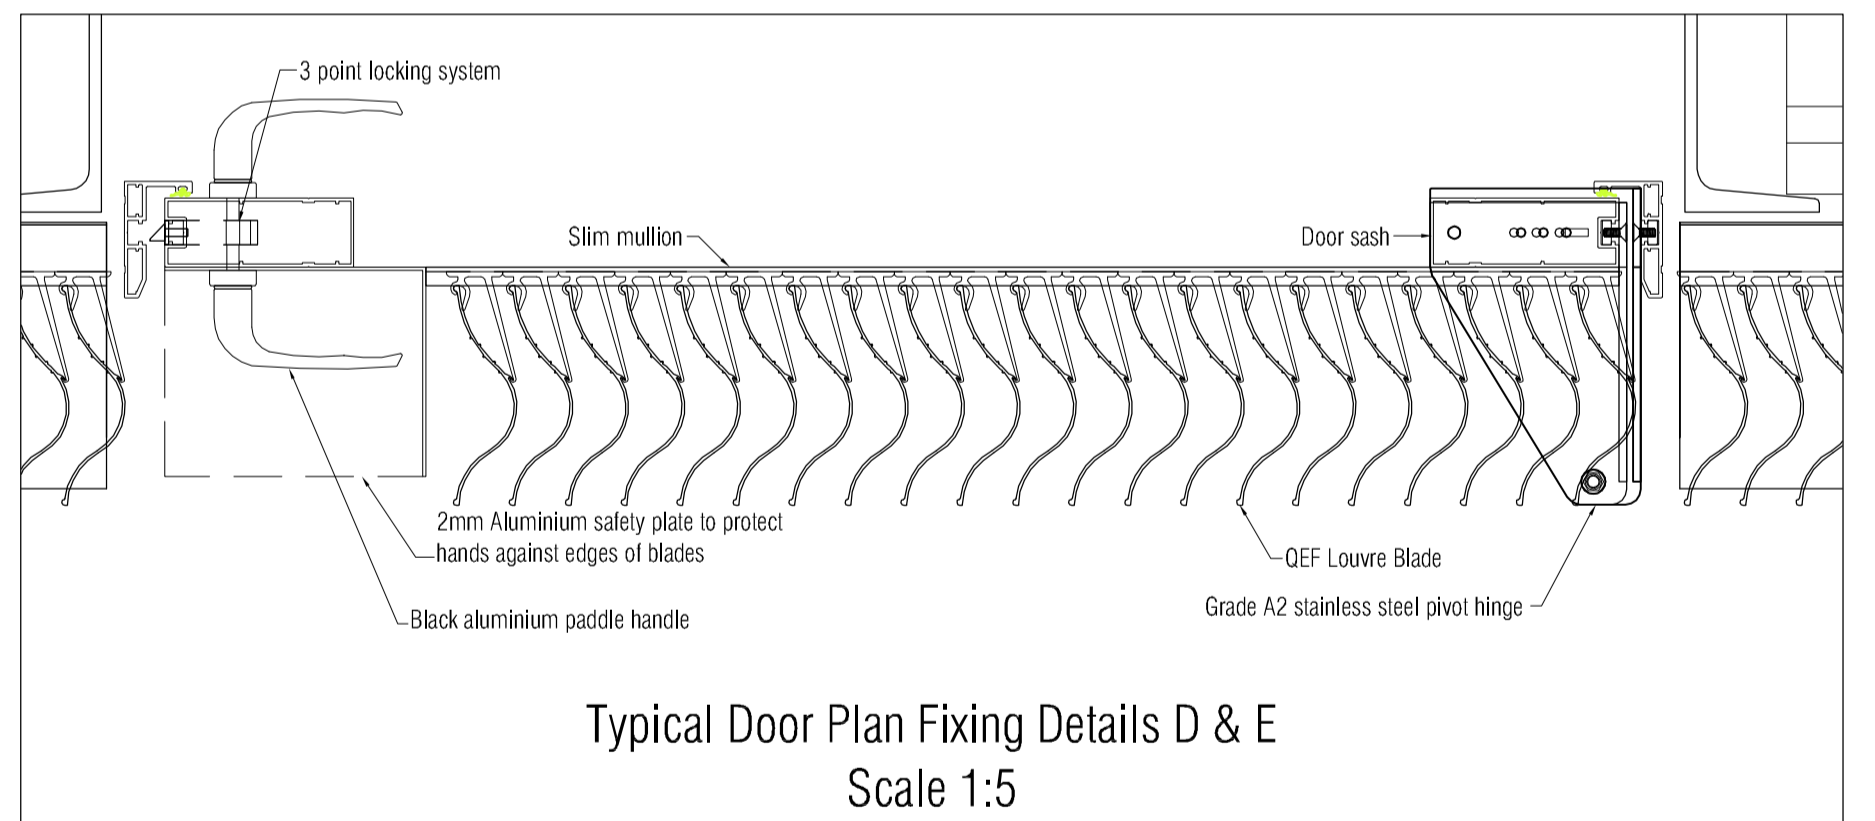 3 point locking system
Slim mullion
Door sash
2mm Aluminium safety plate to protect
hands against edges of blades
QEF Louvre Blade
Grade A2 stainless steel pivot hinge
Black aluminium paddle handle
Typical Door Plan Fixing Details D & E
Scale 1:5